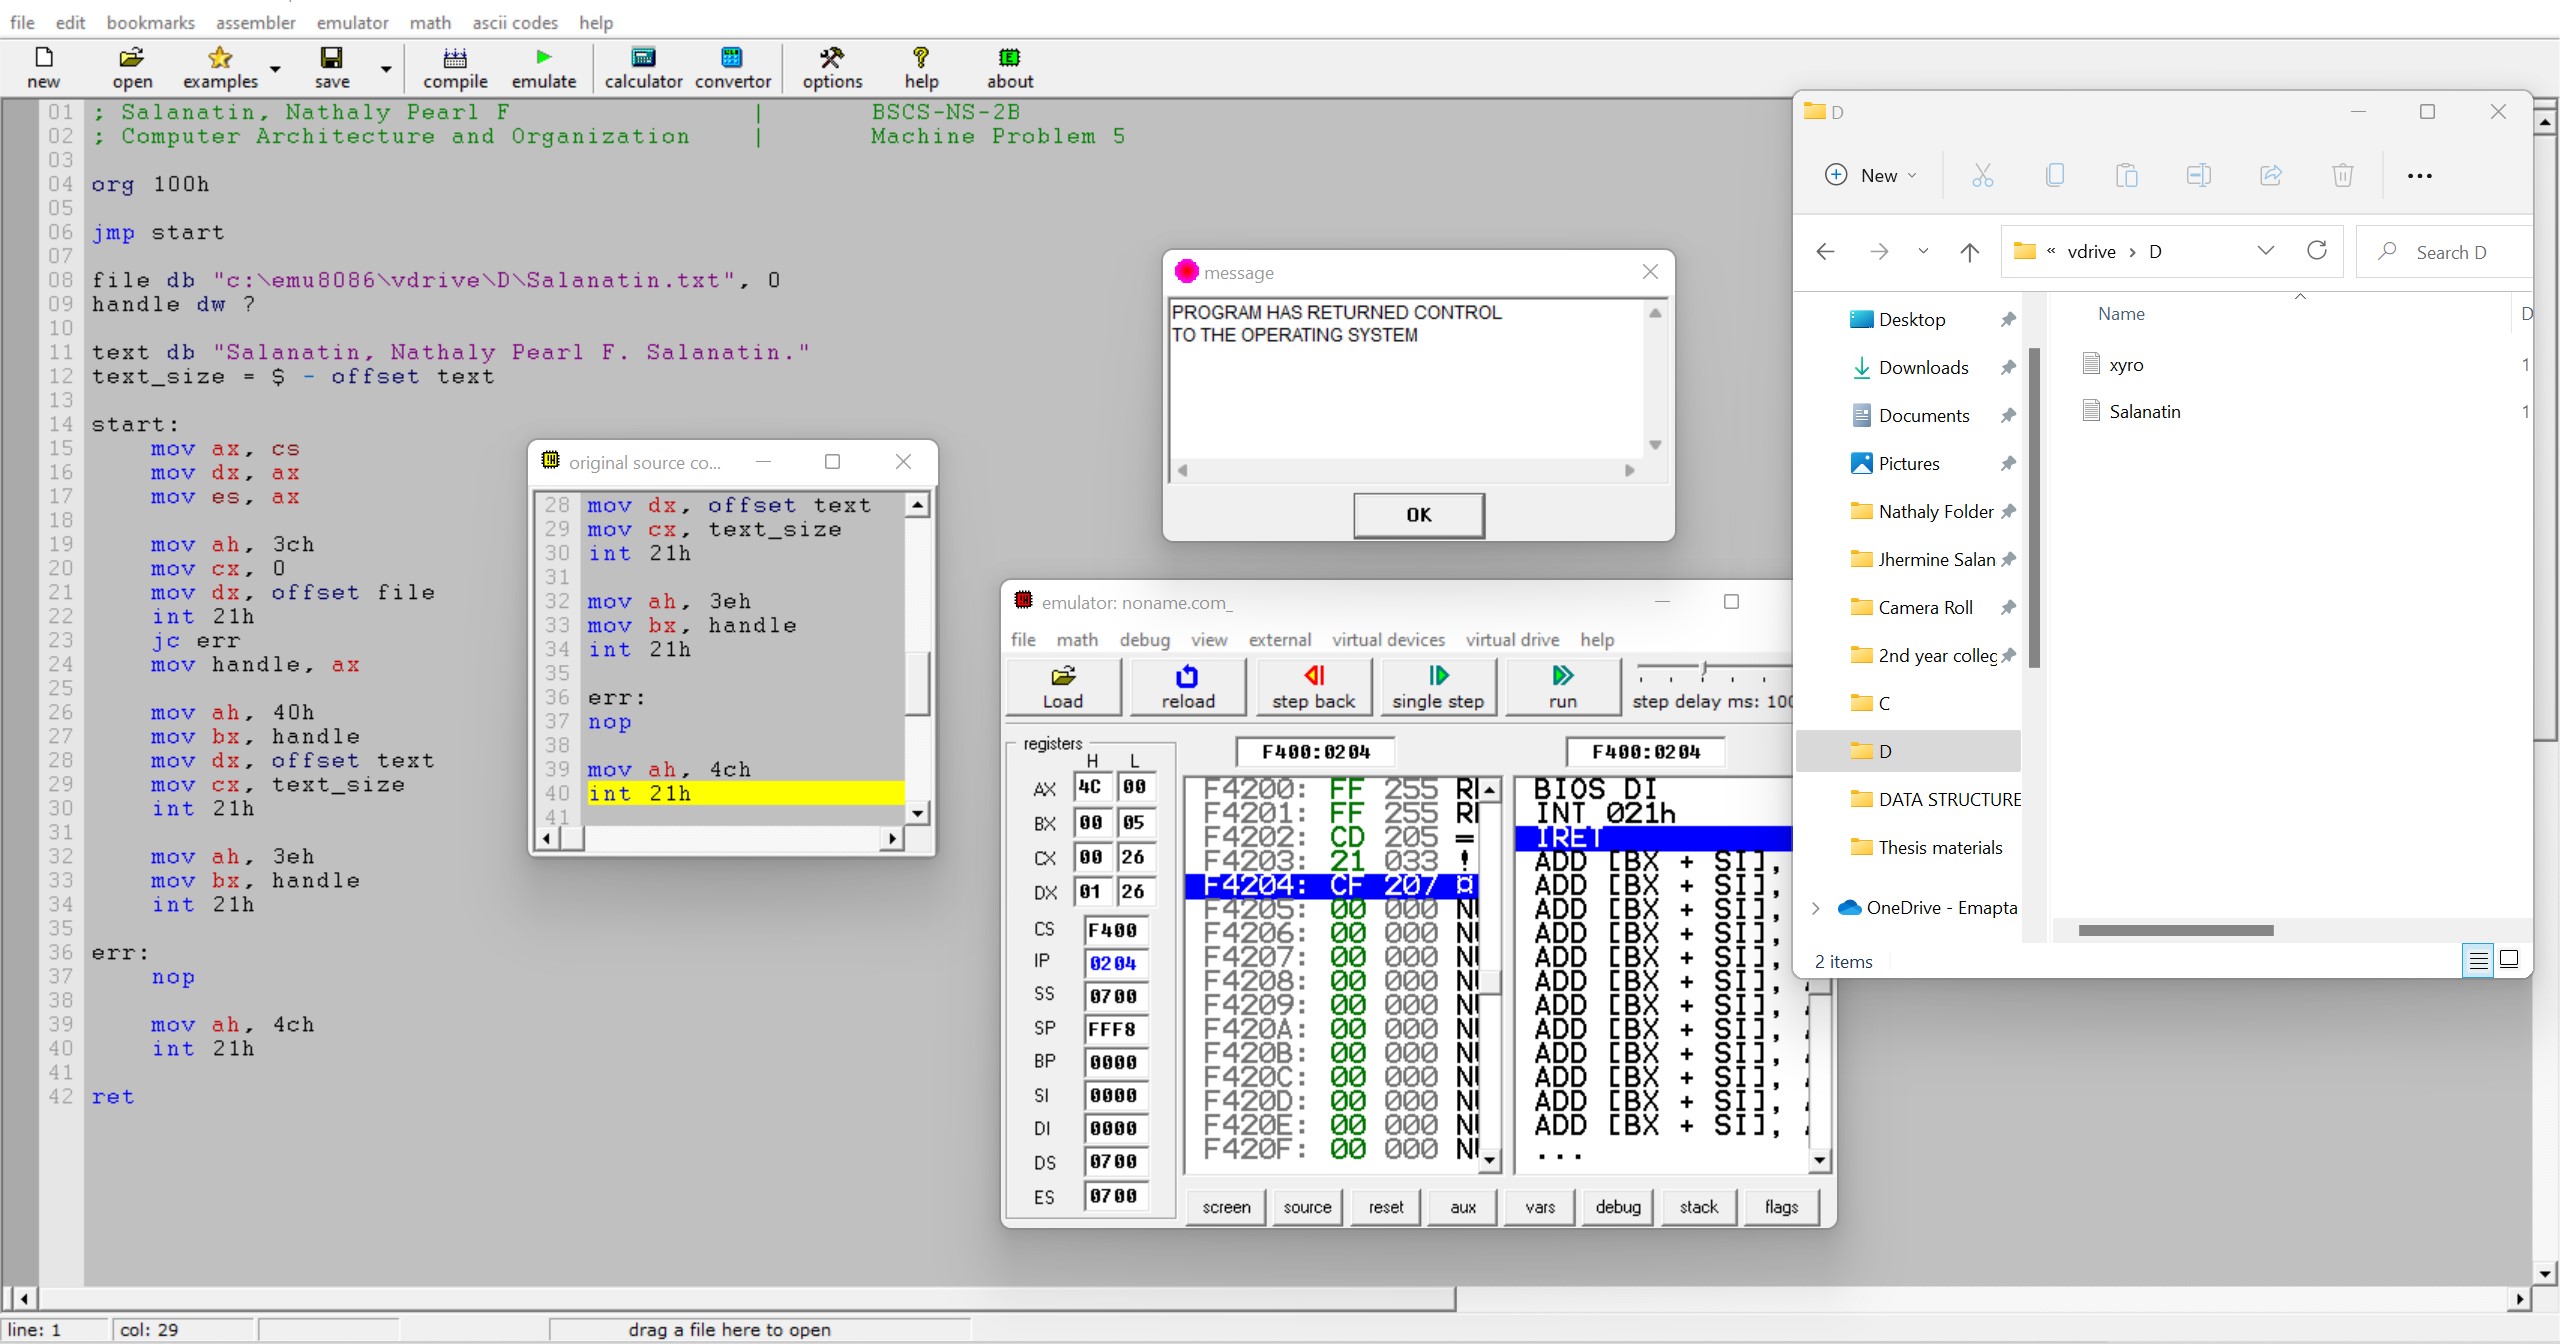 file edit bookmarks assembler emulator math ascii codes help
new open examples save compile emulate calculator convertor options help about
01 ; Salanatin, Nathaly Pearl F | BSCS-NS-2B
02 ; Computer Architecture and Organization | Machine Problem 5
03
04 org 100h
05
06 jmp start
07
08 file db "c:\emu8086\vdrive\D\Salanatin.txt", 0
09 handle dw ?
10
11 text db "Salanatin, Nathaly Pearl F. Salanatin."
12 text_size = $ - offset text
13
14 start:
15 mov ax, cs
16 mov dx, ax
17 mov es, ax
18
19 mov ah, 3ch
20 mov cx, 0
21 mov dx, offset file
22 int 21h
23 jc err
24 mov handle, ax
25
26 mov ah, 40h
27 mov bx, handle
28 mov dx, offset text
29 mov cx, text_size
30 int 21h
31
32 mov ah, 3eh
33 mov bx, handle
34 int 21h
35
36 err:
37 nop
38
39 mov ah, 4ch
40 int 21h
41
42 ret
original source co...
28 mov dx, offset text
29 mov cx, text_size
30 int 21h
31
32 mov ah, 3eh
33 mov bx, handle
34 int 21h
35
36 err:
37 nop
38
39 mov ah, 4ch
40 int 21h
41
message
PROGRAM HAS RETURNED CONTROL
TO THE OPERATING SYSTEM
OK
emulator: noname.com_
file math debug view external virtual devices virtual drive help
Load reload step back single step run step delay ms: 100
registers F400:0204 F400:0204
H L
AX 4C 00
BX 00 05
CX 00 26
DX 01 26
CS F400
IP 0204
SS 0700
SP FFF8
BP 0000
SI 0000
DI 0000
DS 0700
ES 0700
F4200: FF 255
F4201: FF 255
F4202: CD 205 =
F4203: 21 033 !
F4204: CF 207 ¤
F4205: 00 000
F4206: 00 000
F4207: 00 000
F4208: 00 000
F4209: 00 000
F420A: 00 000
F420B: 00 000
F420C: 00 000
F420D: 00 000
F420E: 00 000
F420F: 00 000
BIOS DI
INT 021h
IRET
ADD [BX + SI],
ADD [BX + SI],
ADD [BX + SI],
ADD [BX + SI],
ADD [BX + SI],
ADD [BX + SI],
ADD [BX + SI],
ADD [BX + SI],
ADD [BX + SI],
ADD [BX + SI],
ADD [BX + SI],
ADD [BX + SI],
...
screen source reset aux vars debug stack flags
D
New
« vdrive › D
Search D
Desktop
Downloads
Documents
Pictures
Nathaly Folder
Jhermine Salan
Camera Roll
2nd year colleg
C
D
DATA STRUCTURE
Thesis materials
OneDrive - Emapta
Name D
xyro 1
Salanatin 1
2 items
line: 1 col: 29 drag a file here to open